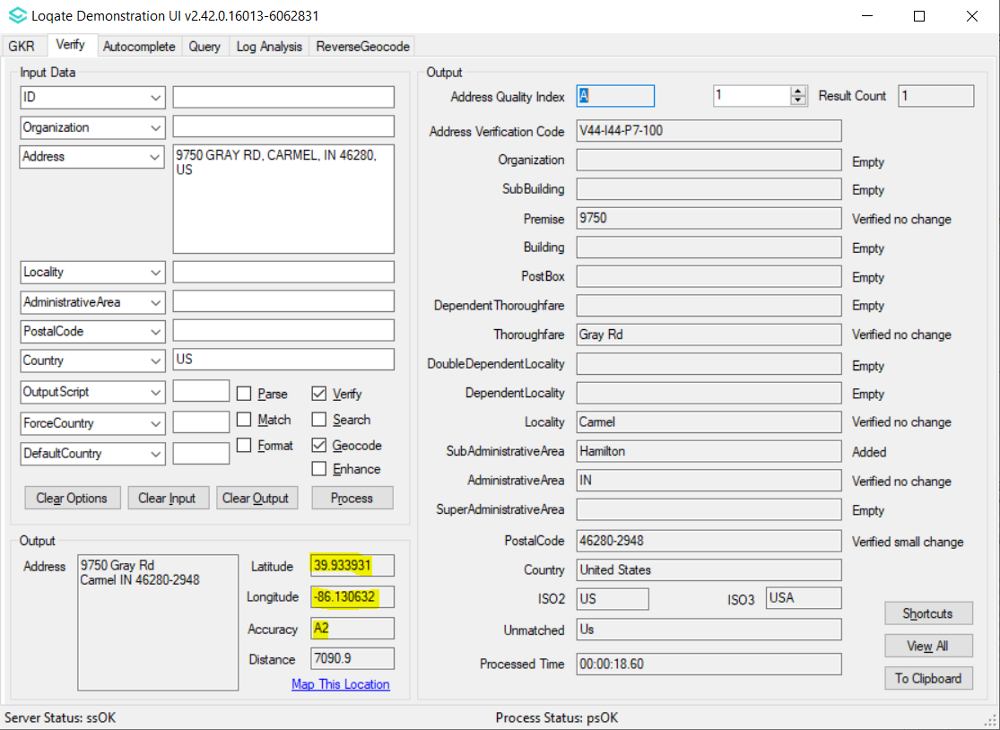 Loqate Demonstration UI v2.42.0.16013-6062831
GKR Verify Autocomplete Query Log Analysis ReverseGeocode
Input Data
ID
Organization
Address 9750 GRAY RD, CARMEL, IN 46280,
US
Locality
AdministrativeArea
PostalCode
Country US
OutputScript Parse Verify
ForceCountry Match Search
DefaultCountry Format Geocode
Enhance
Clear Options Clear Input Clear Output Process
Output
Address 9750 Gray Rd
Carmel IN 46280-2948
Latitude 39.933931
Longitude -86.130632
Accuracy A2
Distance 7090.9
Map This Location
Output
Address Quality Index A 1 Result Count 1
Address Verification Code V44-I44-P7-100
Organization Empty
SubBuilding Empty
Premise 9750 Verified no change
Building Empty
PostBox Empty
DependentThoroughfare Empty
Thoroughfare Gray Rd Verified no change
DoubleDependentLocality Empty
DependentLocality Empty
Locality Carmel Verified no change
SubAdministrativeArea Hamilton Added
AdministrativeArea IN Verified no change
SuperAdministrativeArea Empty
PostalCode 46280-2948 Verified small change
Country United States
ISO2 US ISO3 USA
Unmatched Us
Processed Time 00:00:18.60
Shortcuts
View All
To Clipboard
Server Status: ssOK Process Status: psOK